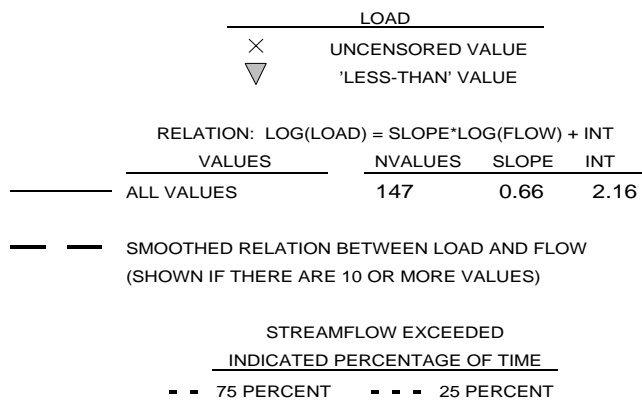 LOAD
UNCENSORED VALUE
'LESS-THAN' VALUE
RELATION: LOG(LOAD) = SLOPE*LOG(FLOW) + INT
VALUES NVALUES SLOPE INT
ALL VALUES 147 0.66 2.16
SMOOTHED RELATION BETWEEN LOAD AND FLOW
(SHOWN IF THERE ARE 10 OR MORE VALUES)
STREAMFLOW EXCEEDED
INDICATED PERCENTAGE OF TIME
75 PERCENT 25 PERCENT